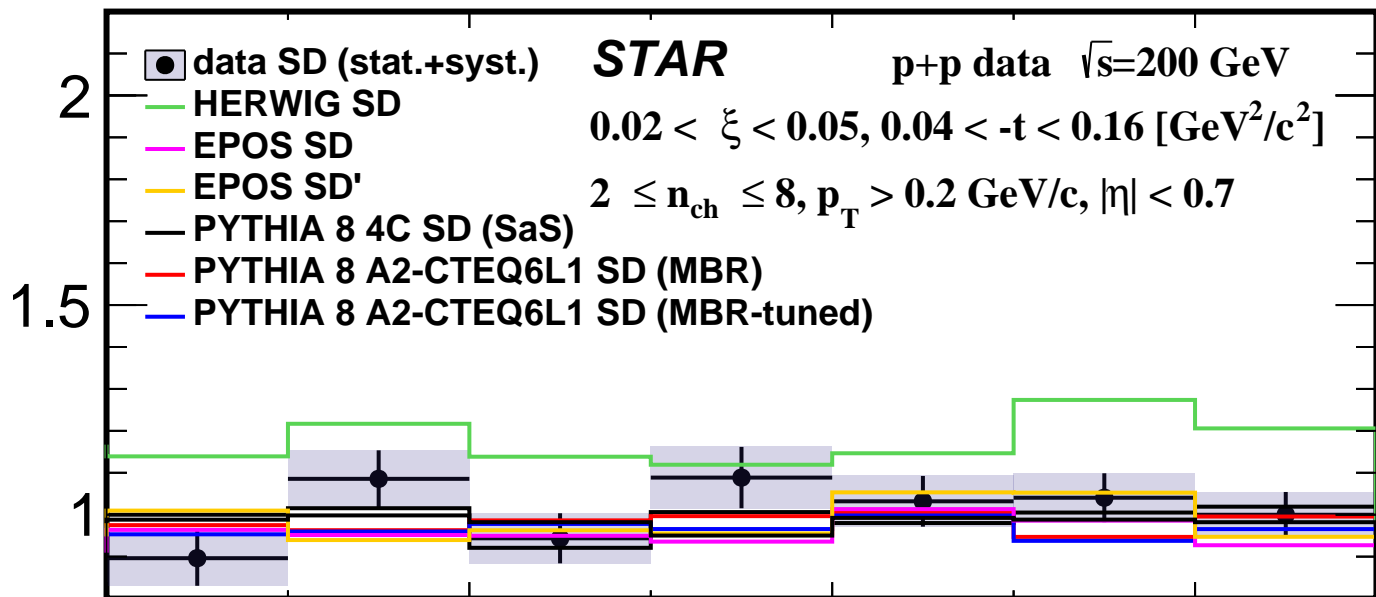 data SD (stat.+syst.)
HERWIG SD
EPOS SD
EPOS SD'
PYTHIA 8 4C SD (SaS)
PYTHIA 8 A2-CTEQ6L1 SD (MBR)
PYTHIA 8 A2-CTEQ6L1 SD (MBR-tuned)
STAR p+p data √s=200 GeV
0.02 < ξ < 0.05, 0.04 < -t < 0.16 [GeV²/c²]
2 ≤ n_ch ≤ 8, p_T > 0.2 GeV/c, |η| < 0.7
2
1.5
1